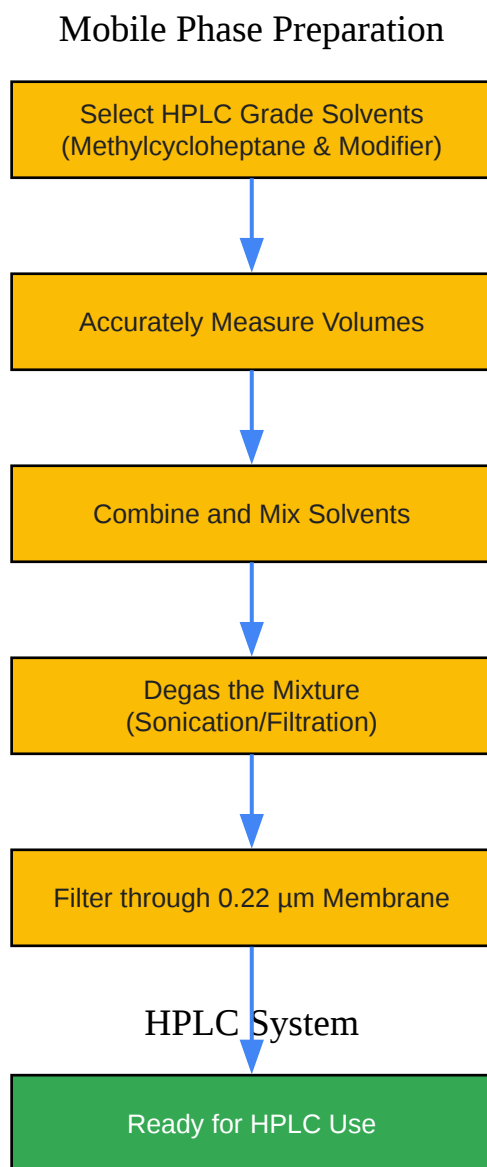 Mobile Phase Preparation
Select HPLC Grade Solvents
(Methylcycloheptane & Modifier)
Accurately Measure Volumes
Combine and Mix Solvents
Degas the Mixture
(Sonication/Filtration)
Filter through 0.22 µm Membrane
HPLC System
Ready for HPLC Use